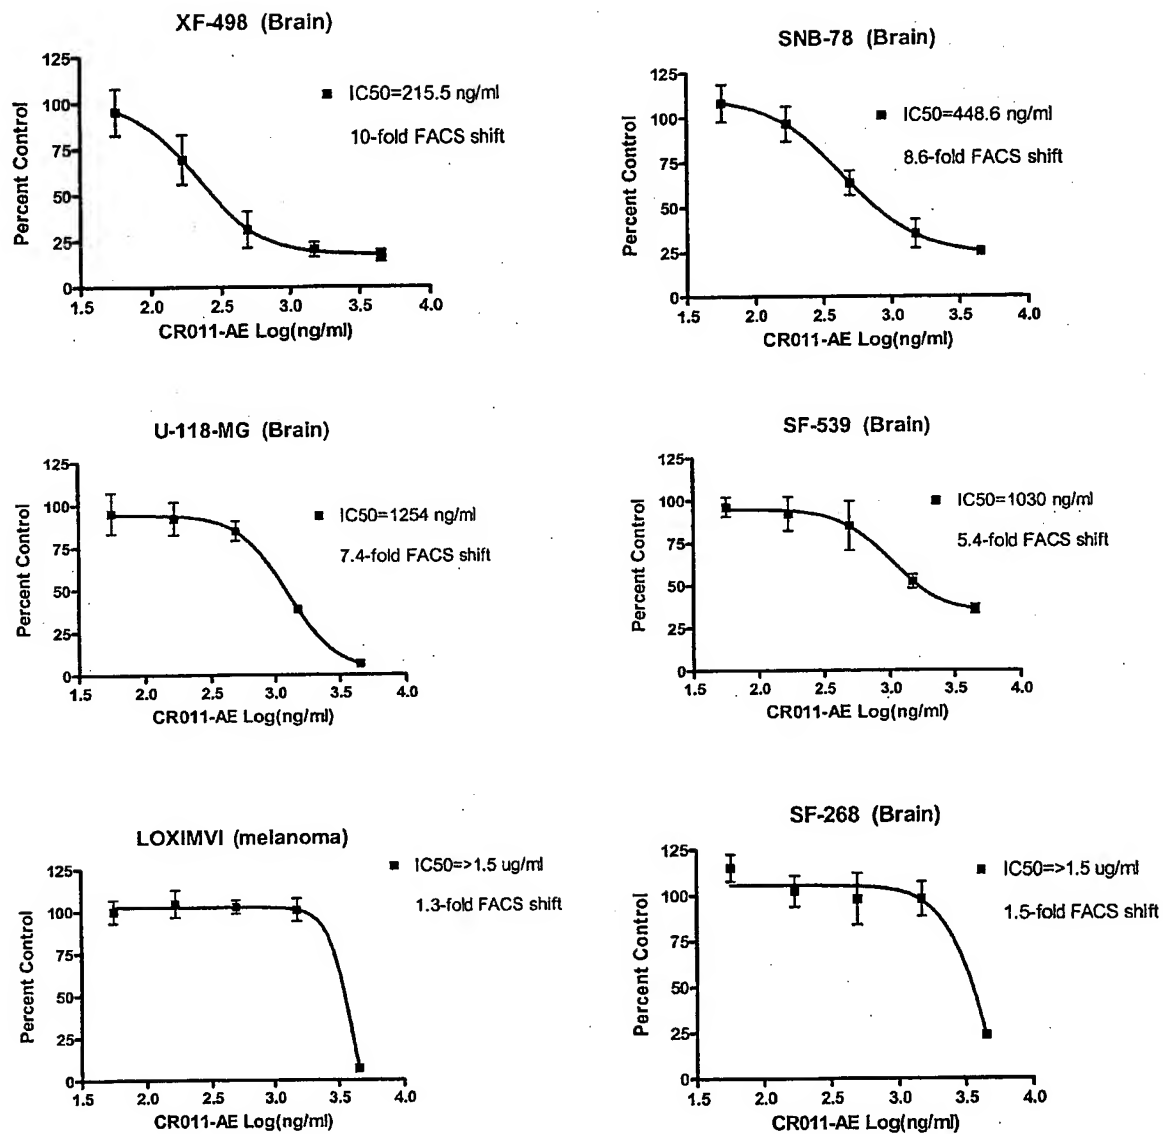 XF-498 (Brain)
125
100
75
50
25
0
Percent Control
1.5 2.0 2.5 3.0 3.5 4.0
CR011-AE Log(ng/ml)
IC50=215.5 ng/ml
10-fold FACS shift
SNB-78 (Brain)
125
100
75
50
25
0
Percent Control
1.5 2.0 2.5 3.0 3.5 4.0
CR011-AE Log(ng/ml)
IC50=448.6 ng/ml
8.6-fold FACS shift
U-118-MG (Brain)
125
100
75
50
25
0
Percent Control
1.5 2.0 2.5 3.0 3.5 4.0
CR011-AE Log(ng/ml)
IC50=1254 ng/ml
7.4-fold FACS shift
SF-539 (Brain)
125
100
75
50
25
0
Percent Control
1.5 2.0 2.5 3.0 3.5 4.0
CR011-AE Log(ng/ml)
IC50=1030 ng/ml
5.4-fold FACS shift
LOXIMVI (melanoma)
125
100
75
50
25
0
Percent Control
1.5 2.0 2.5 3.0 3.5 4.0
CR011-AE Log(ng/ml)
IC50=>1.5 ug/ml
1.3-fold FACS shift
SF-268 (Brain)
125
100
75
50
25
0
Percent Control
1.5 2.0 2.5 3.0 3.5 4.0
CR011-AE Log(ng/ml)
IC50=>1.5 ug/ml
1.5-fold FACS shift